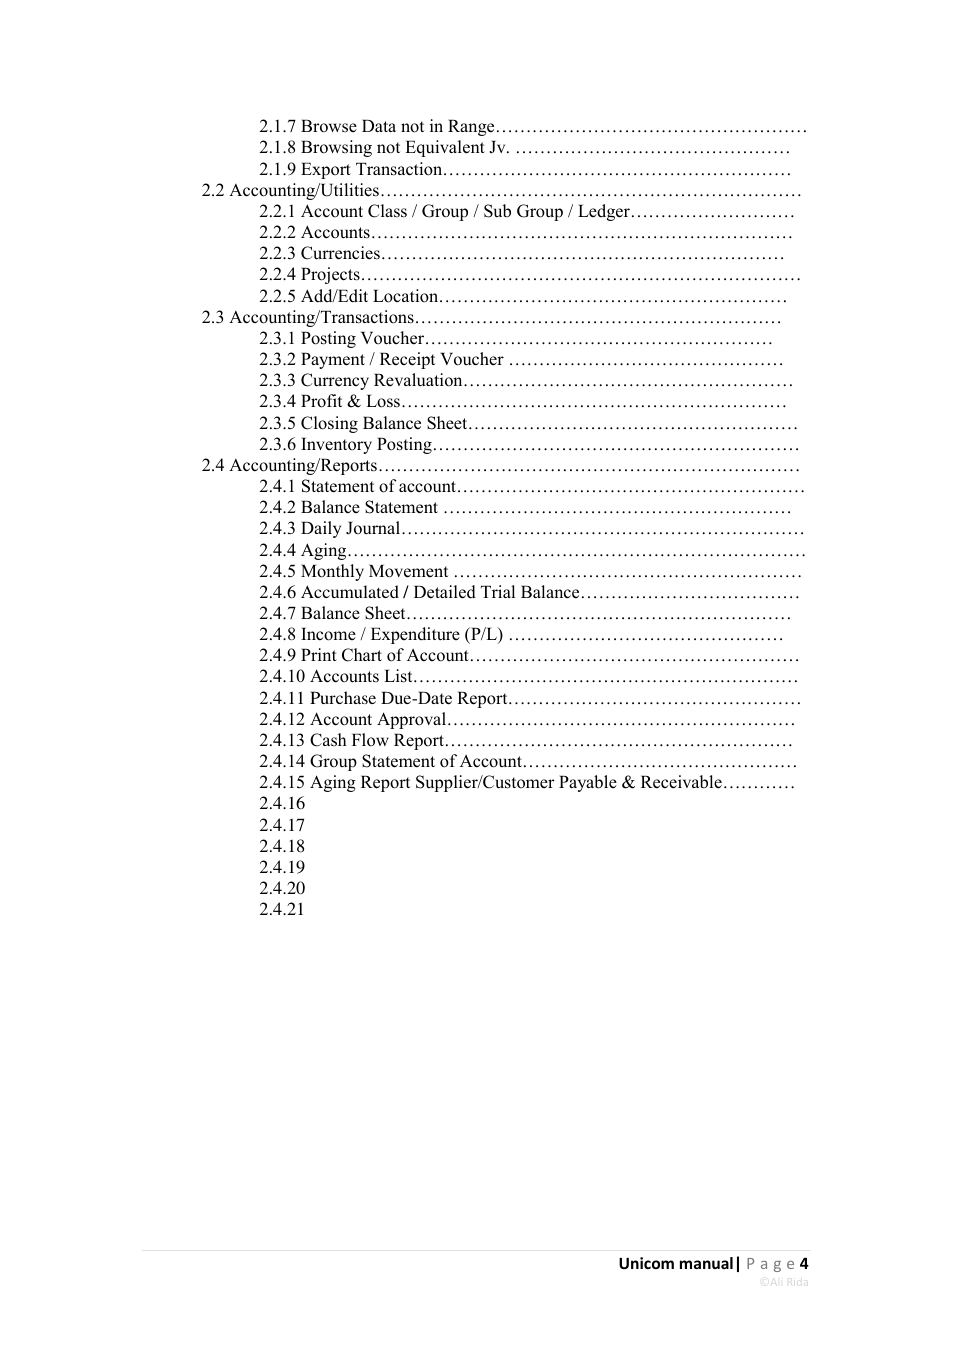 2.1.7 Browse Data not in Range……………………………………………
2.1.8 Browsing not Equivalent Jv. ………………………………………
2.1.9 Export Transaction…………………………………………………
2.2 Accounting/Utilities……………………………………………………………
2.2.1 Account Class / Group / Sub Group / Ledger………………………
2.2.2 Accounts……………………………………………………………
2.2.3 Currencies…………………………………………………………
2.2.4 Projects………………………………………………………………
2.2.5 Add/Edit Location…………………………………………………
2.3 Accounting/Transactions……………………………………………………
2.3.1 Posting Voucher…………………………………………………
2.3.2 Payment / Receipt Voucher ………………………………………
2.3.3 Currency Revaluation………………………………………………
2.3.4 Profit & Loss………………………………………………………
2.3.5 Closing Balance Sheet………………………………………………
2.3.6 Inventory Posting……………………………………………………
2.4 Accounting/Reports……………………………………………………………
2.4.1 Statement of account…………………………………………………
2.4.2 Balance Statement …………………………………………………
2.4.3 Daily Journal…………………………………………………………
2.4.4 Aging…………………………………………………………………
2.4.5 Monthly Movement …………………………………………………
2.4.6 Accumulated / Detailed Trial Balance………………………………
2.4.7 Balance Sheet………………………………………………………
2.4.8 Income / Expenditure (P/L) ………………………………………
2.4.9 Print Chart of Account………………………………………………
2.4.10 Accounts List………………………………………………………
2.4.11 Purchase Due-Date Report…………………………………………
2.4.12 Account Approval…………………………………………………
2.4.13 Cash Flow Report…………………………………………………
2.4.14 Group Statement of Account………………………………………
2.4.15 Aging Report Supplier/Customer Payable & Receivable…………
2.4.16
2.4.17
2.4.18
2.4.19
2.4.20
2.4.21
Unicom manual| P a g e 4
©Ali Rida